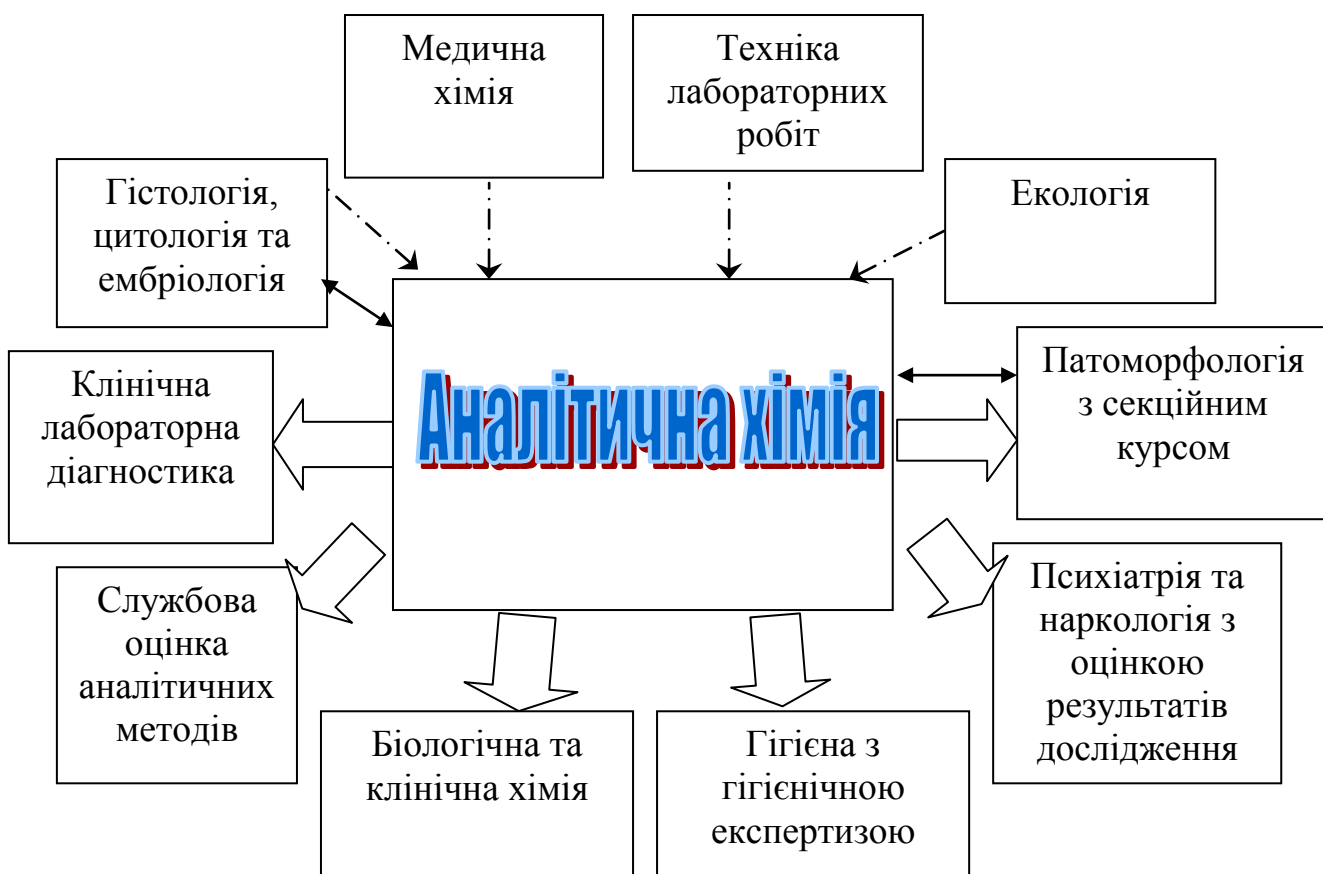 Медична
хімія
Техніка
лабораторних
робіт
Гістологія,
цитологія та
ембріологія
Екологія
Клінічна
лабораторна
діагностика
Аналітична хімія
Патоморфологія
з секційним
курсом
Службова
оцінка
аналітичних
методів
Біологічна та
клінічна хімія
Гігієна з
гігієнічною
експертизою
Психіатрія та
наркологія з
оцінкою
результатів
дослідження